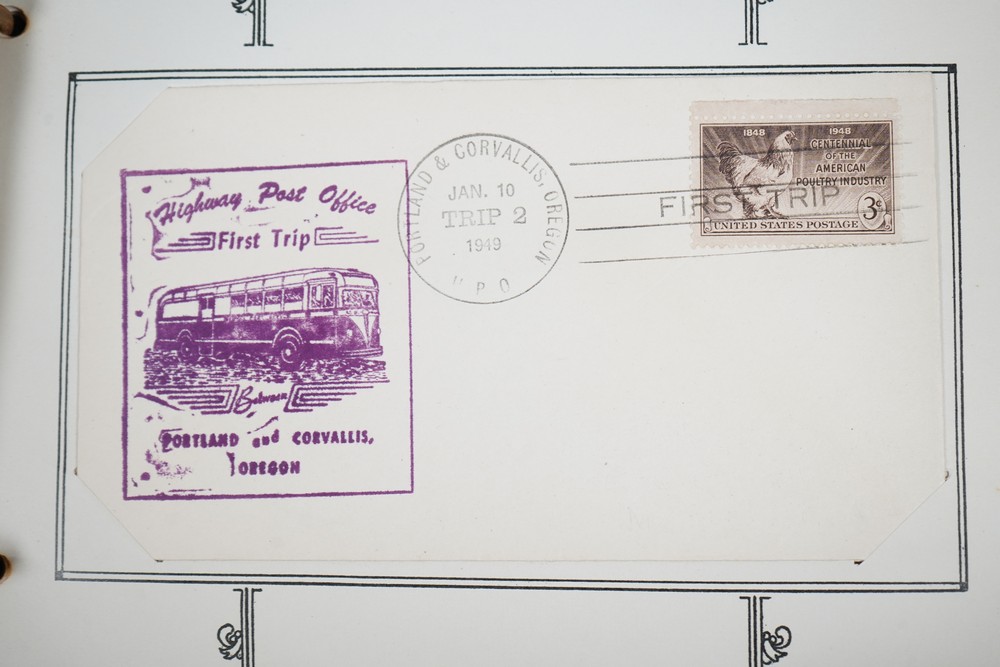 Highway Post Office
First Trip
Between
PORTLAND and CORVALLIS,
OREGON
PORTLAND & CORVALLIS, OREGON
JAN. 10
TRIP 2
1949
H P O
FIRST TRIP
1848 1948
CENTENNIAL
OF THE
AMERICAN
POULTRY INDUSTRY
3¢
UNITED STATES POSTAGE